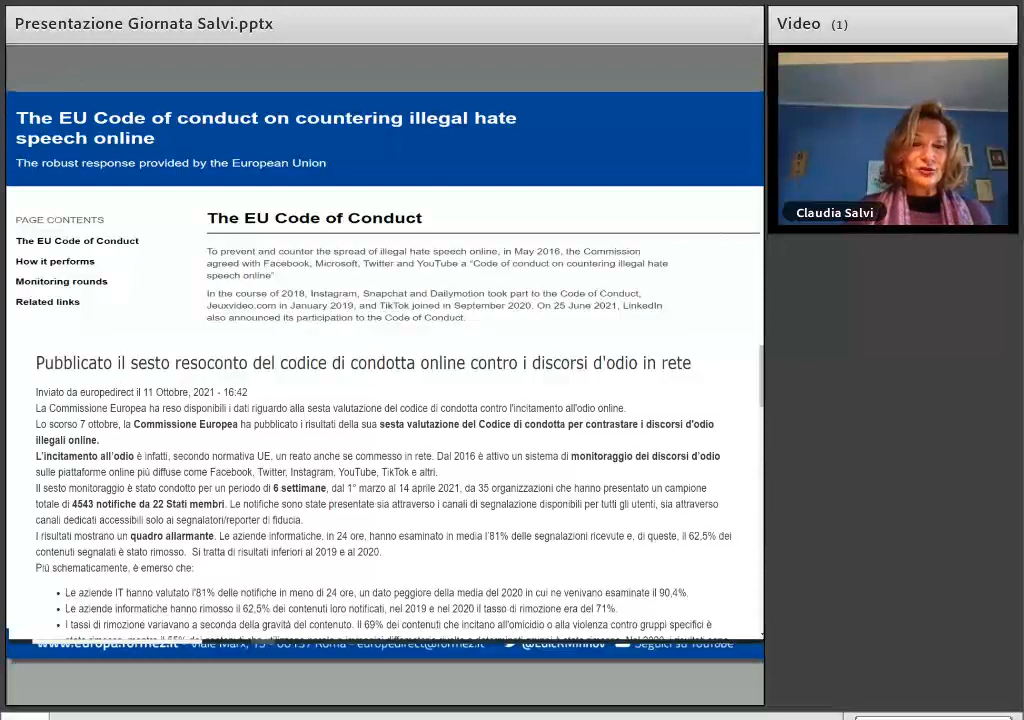 Presentazione Giornata Salvi.pptx
Video (1)
Claudia Salvi
The EU Code of conduct on countering illegal hate
speech online
The robust response provided by the European Union
PAGE CONTENTS
The EU Code of Conduct
How it performs
Monitoring rounds
Related links
The EU Code of Conduct
To prevent and counter the spread of illegal hate speech online, in May 2016, the Commission
agreed with Facebook, Microsoft, Twitter and YouTube a “Code of conduct on countering illegal hate
speech online”
In the course of 2018, Instagram, Snapchat and Dailymotion took part to the Code of Conduct,
Jeuxvideo.com in January 2019, and TikTok joined in September 2020. On 25 June 2021, LinkedIn
also announced its participation to the Code of Conduct.
Pubblicato il sesto resoconto del codice di condotta online contro i discorsi d'odio in rete
Inviato da europedirect il 11 Ottobre, 2021 - 16:42
La Commissione Europea ha reso disponibili i dati riguardo alla sesta valutazione del codice di condotta contro l'incitamento all'odio online.
Lo scorso 7 ottobre, la Commissione Europea ha pubblicato i risultati della sua sesta valutazione del Codice di condotta per contrastare i discorsi d'odio
illegali online.
L'incitamento all'odio è infatti, secondo normativa UE, un reato anche se commesso in rete. Dal 2016 è attivo un sistema di monitoraggio dei discorsi d'odio
sulle piattaforme online più diffuse come Facebook, Twitter, Instagram, YouTube, TikTok e altri.
Il sesto monitoraggio è stato condotto per un periodo di 6 settimane, dal 1° marzo al 14 aprile 2021, da 35 organizzazioni che hanno presentato un campione
totale di 4543 notifiche da 22 Stati membri. Le notifiche sono state presentate sia attraverso i canali di segnalazione disponibili per tutti gli utenti, sia attraverso
canali dedicati accessibili solo ai segnalatori/reporter di fiducia.
I risultati mostrano un quadro allarmante. Le aziende informatiche, in 24 ore, hanno esaminato in media l'81% delle segnalazioni ricevute e, di queste, il 62,5% dei
contenuti segnalati è stato rimosso. Si tratta di risultati inferiori al 2019 e al 2020.
Più schematicamente, è emerso che:
• Le aziende IT hanno valutato l'81% delle notifiche in meno di 24 ore, un dato peggiore della media del 2020 in cui ne venivano esaminate il 90,4%.
• Le aziende informatiche hanno rimosso il 62,5% dei contenuti loro notificati, nel 2019 e nel 2020 il tasso di rimozione era del 71%.
• I tassi di rimozione variavano a seconda della gravità del contenuto. Il 69% dei contenuti che incitano all'omicidio o alla violenza contro gruppi specifici è
www.europa.formez.it - Viale Marx, 15 - 00137 Roma - europedirect@formez.it
Seguici su Youtube